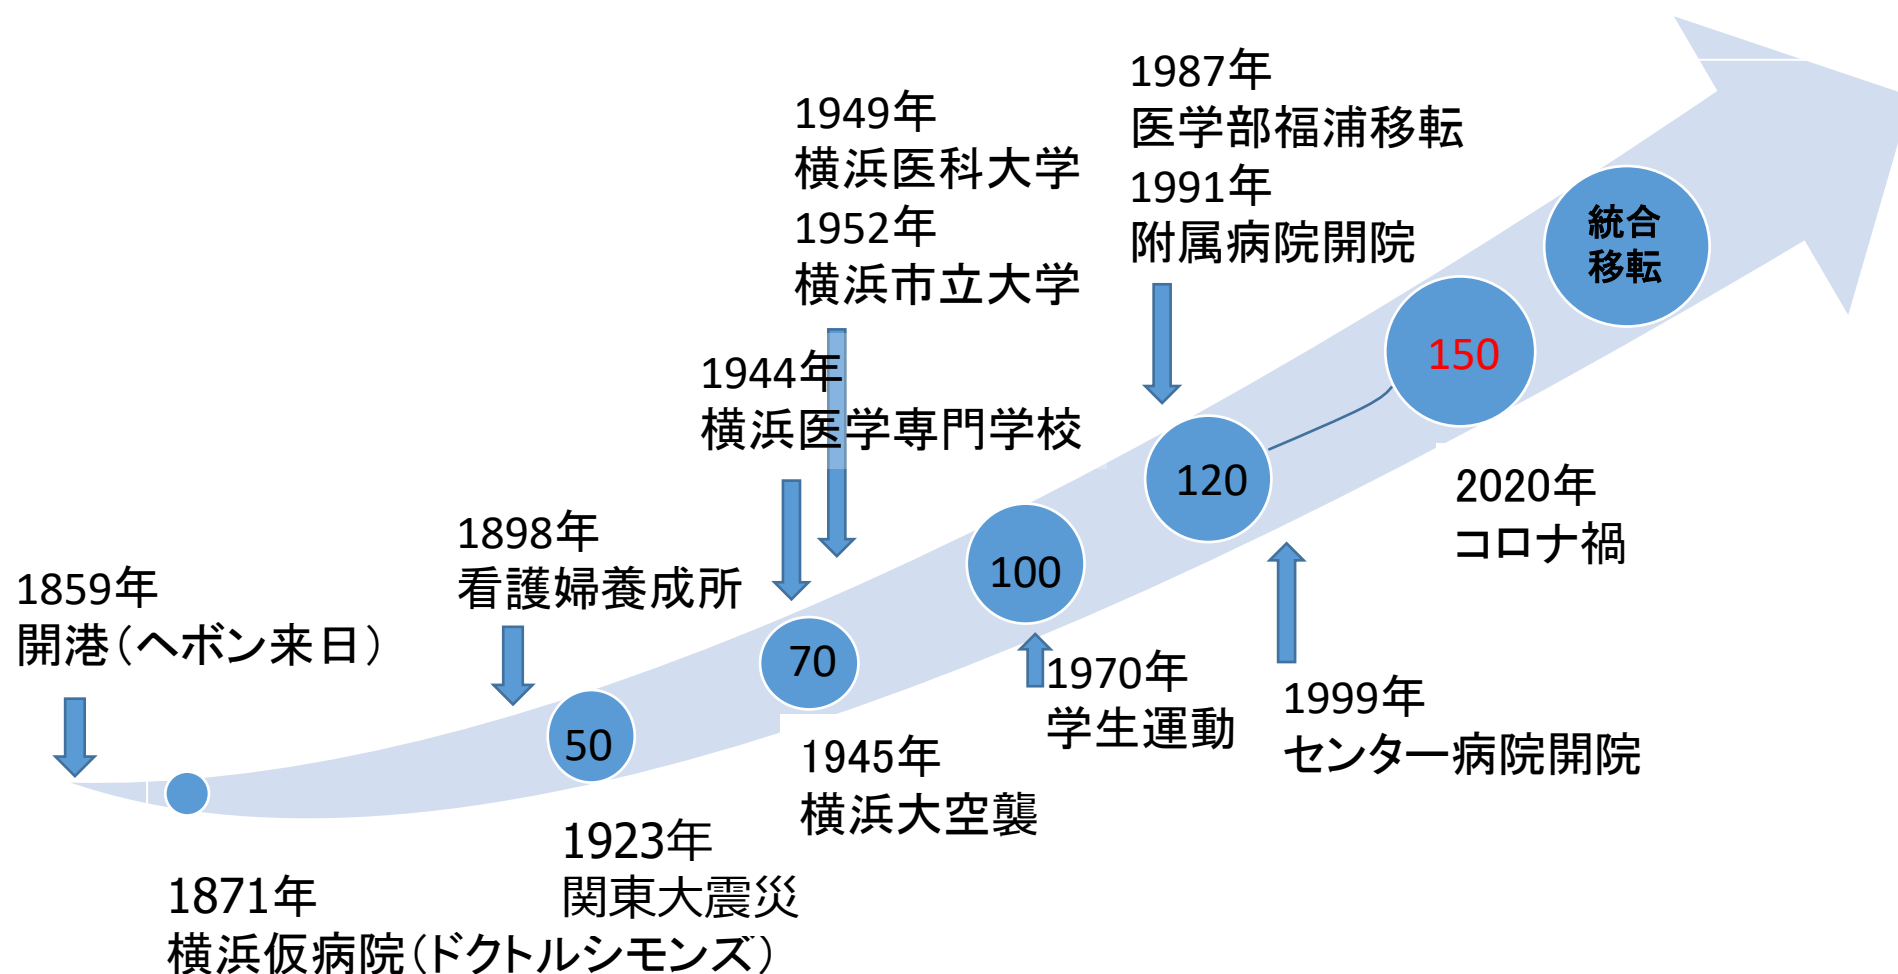 1859年
開港（ヘボン来日）
1871年
横浜仮病院（ドクトルシモンズ）
1898年
看護婦養成所
50
1923年
関東大震災
1944年
横浜医学専門学校
1949年
横浜医科大学
1952年
横浜市立大学
70
1945年
横浜大空襲
100
1970年
学生運動
1987年
医学部福浦移転
1991年
附属病院開院
120
1999年
センター病院開院
150
2020年
コロナ禍
統合
移転